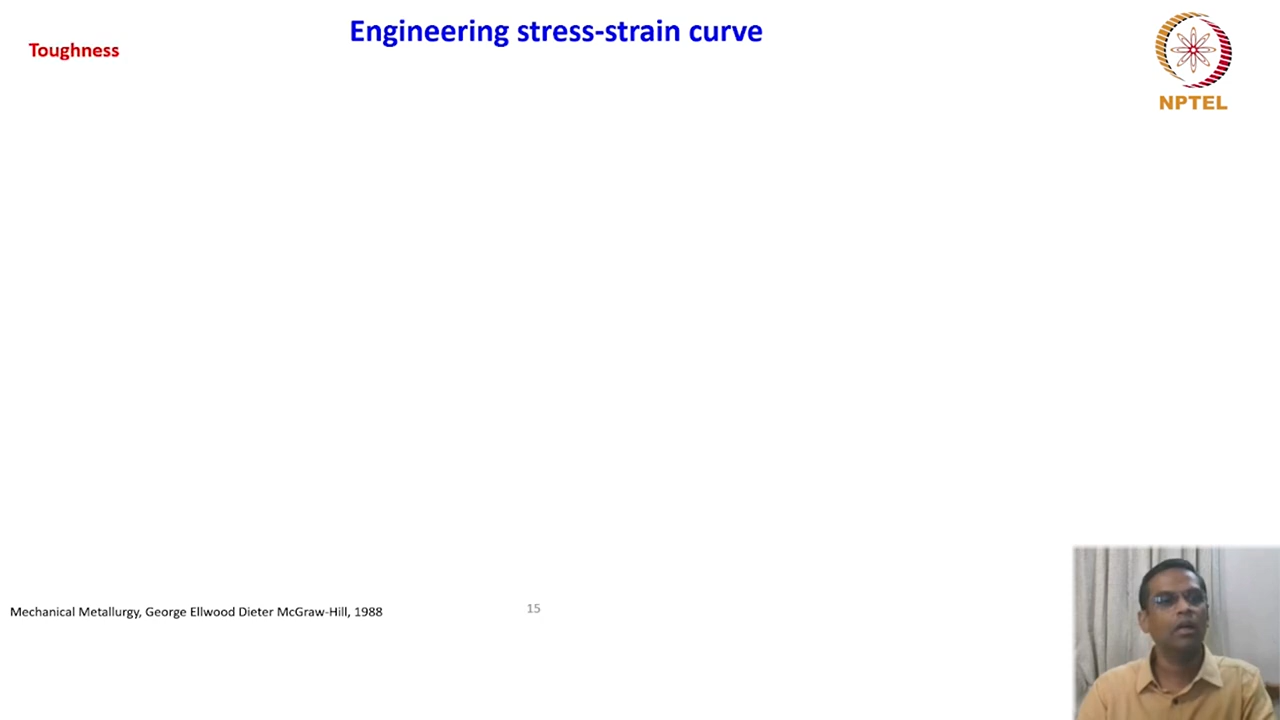 Engineering stress-strain curve
Toughness
NPTEL
Mechanical Metallurgy, George Ellwood Dieter McGraw-Hill, 1988
15